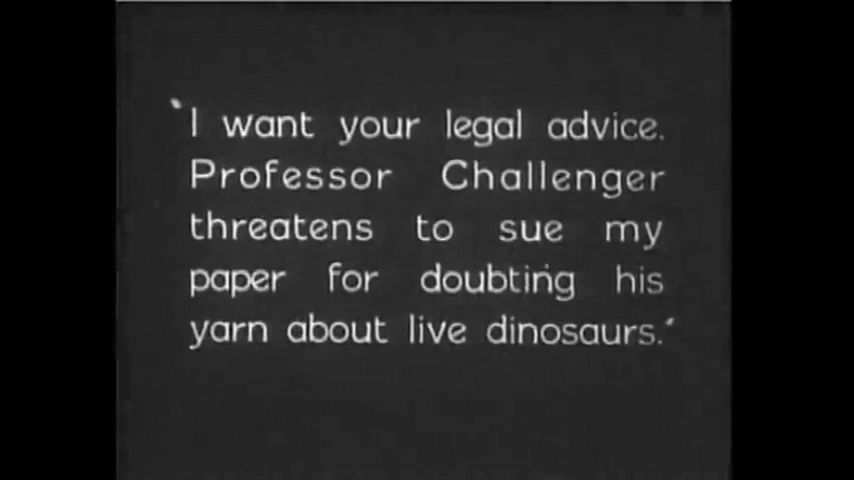 'I want your legal advice.
Professor Challenger
threatens to sue my
paper for doubting his
yarn about live dinosaurs.'